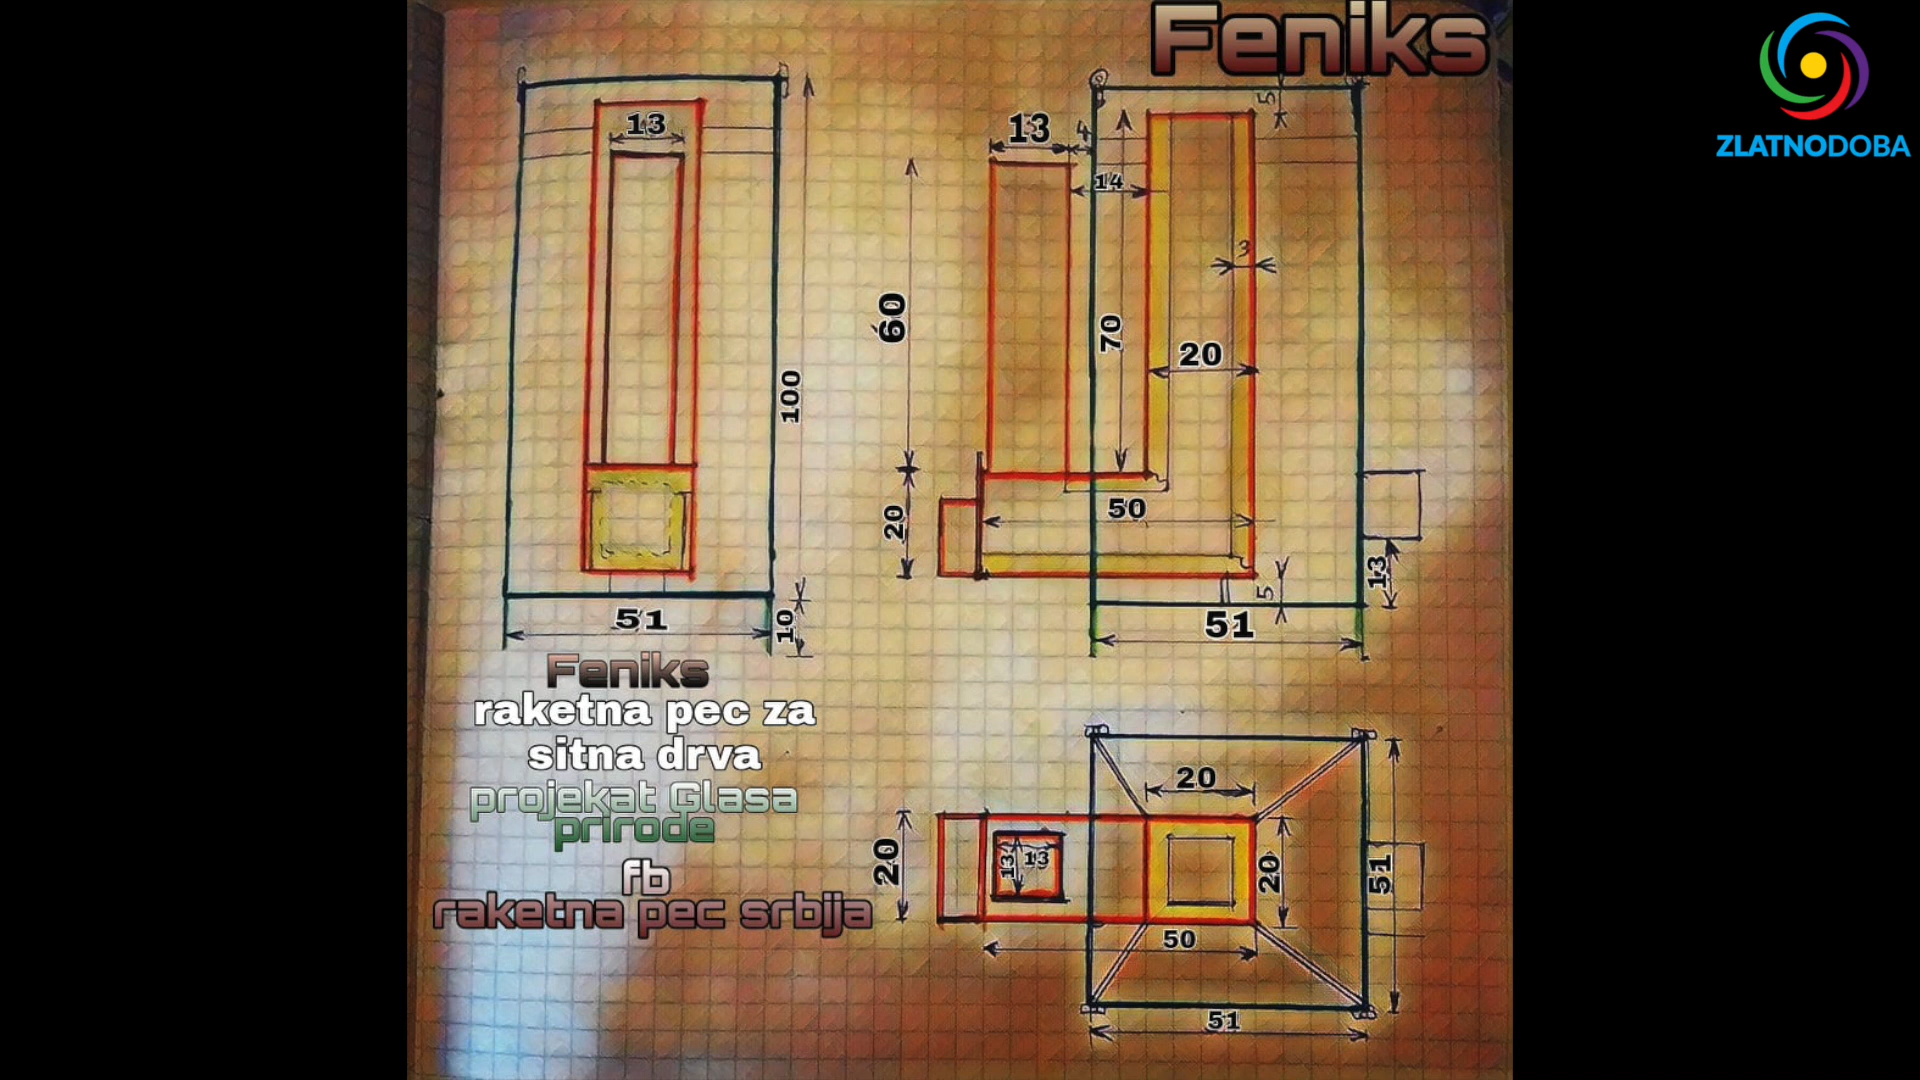 Feniks
ZLATNODOBA
13
100
51
10
13
4
14
5
60
70
3
20
20
50
5
13
51
Feniks
raketna pec za
sitna drva
projekat Glasa
prirode
fb
raketna pec srbija
20
20
13
13
20
51
50
51